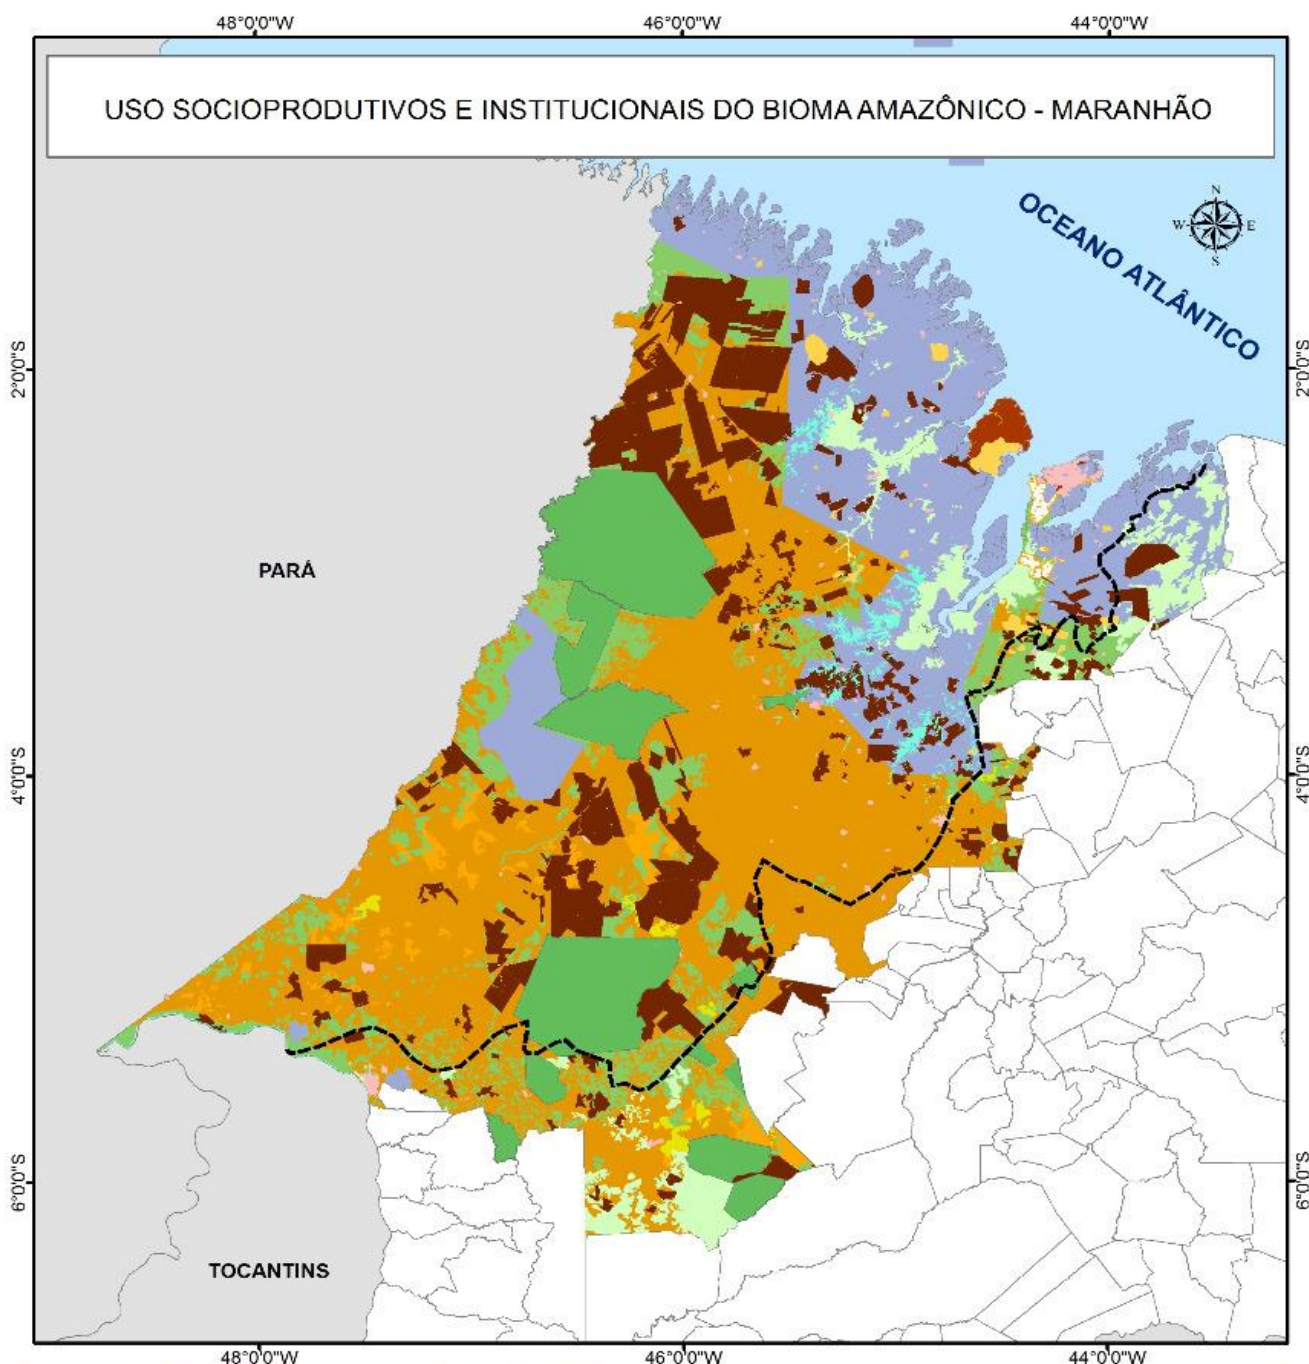 48°0'0"W 46°0'0"W 44°0'0"W
USO SOCIOPRODUTIVOS E INSTITUCIONAIS DO BIOMA AMAZÔNICO - MARANHÃO
N
W E
S
OCEANO ATLÂNTICO
2°0'0"S 2°0'0"S
PARÁ
4°0'0"S 4°0'0"S
6°0'0"S 6°0'0"S
TOCANTINS
48°0'0"W 46°0'0"W 44°0'0"W